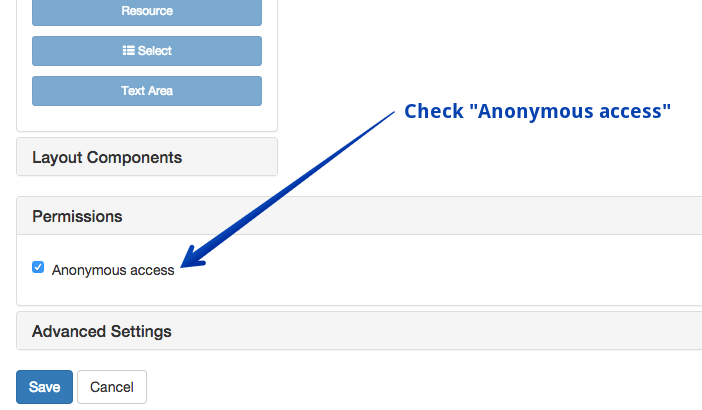 Resource
Select
Text Area
Check "Anonymous access"
Layout Components
Permissions
Anonymous access
Advanced Settings
Save Cancel